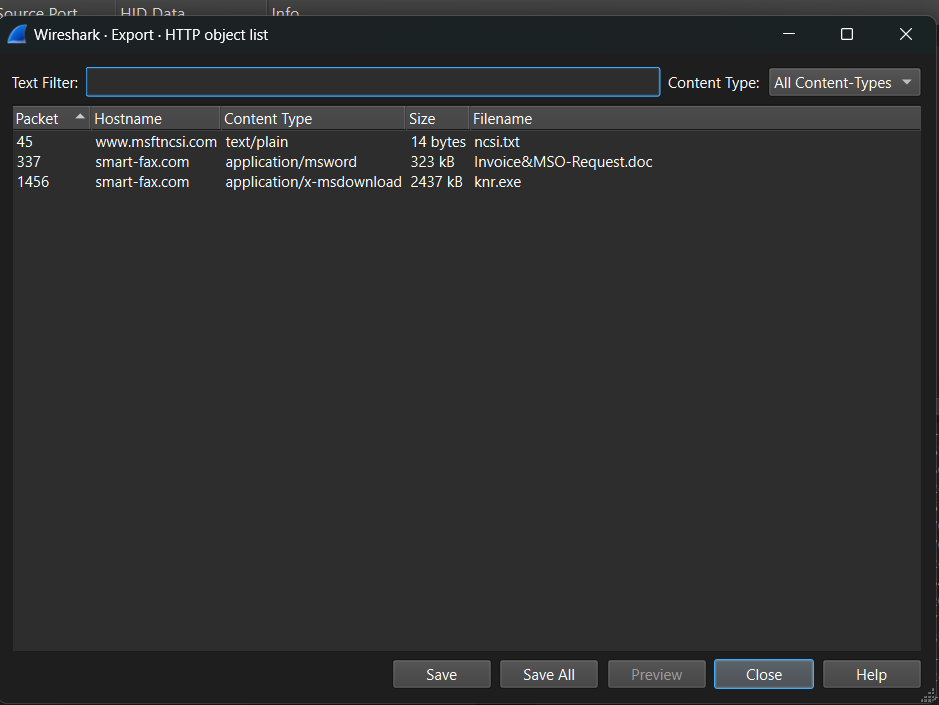 Source Port HID Data Info
Wireshark · Export · HTTP object list
Text Filter: Content Type: All Content-Types
Packet Hostname Content Type Size Filename
45 www.msftncsi.com text/plain 14 bytes ncsi.txt
337 smart-fax.com application/msword 323 kB Invoice&MSO-Request.doc
1456 smart-fax.com application/x-msdownload 2437 kB knr.exe
Save Save All Preview Close Help